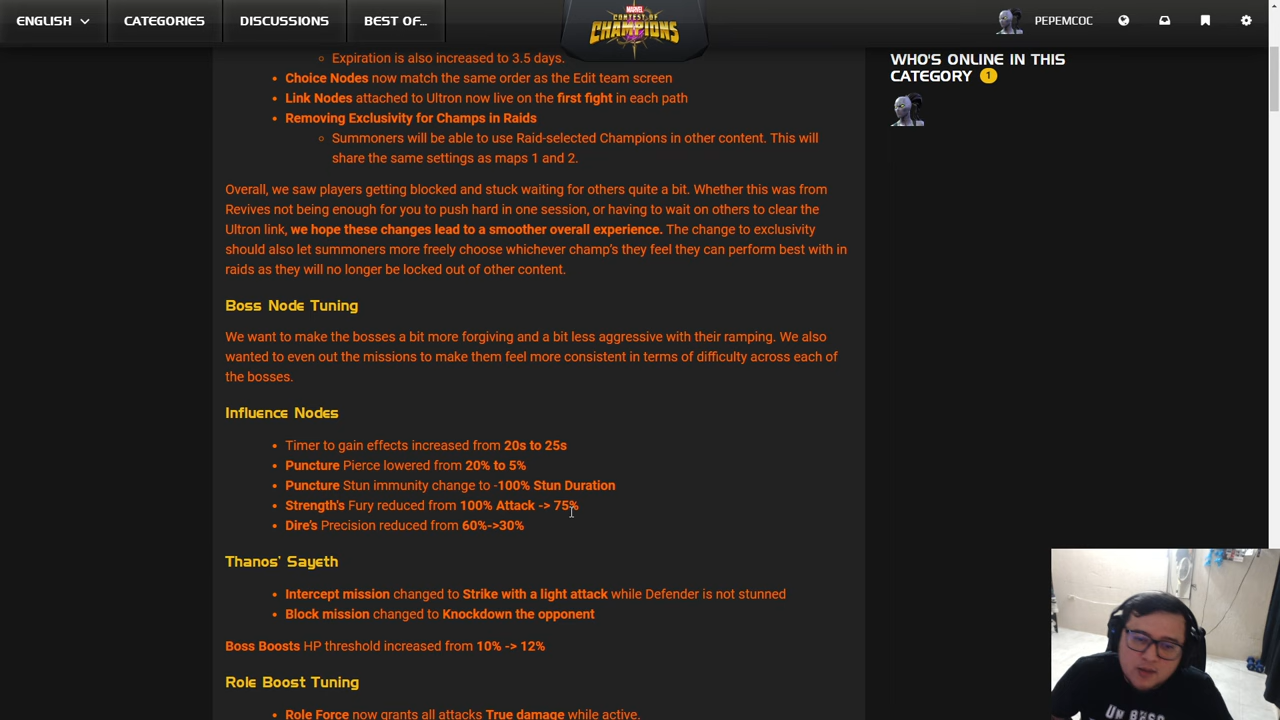 ENGLISH
CATEGORIES
DISCUSSIONS
BEST OF...
MARVEL
CONTEST OF
CHAMPIONS
PEPEMCOC
Expiration is also increased to 3.5 days.
Choice Nodes now match the same order as the Edit team screen
Link Nodes attached to Ultron now live on the first fight in each path
Removing Exclusivity for Champs in Raids
Summoners will be able to use Raid-selected Champions in other content. This will
share the same settings as maps 1 and 2.
Overall, we saw players getting blocked and stuck waiting for others quite a bit. Whether this was from
Revives not being enough for you to push hard in one session, or having to wait on others to clear the
Ultron link, we hope these changes lead to a smoother overall experience. The change to exclusivity
should also let summoners more freely choose whichever champ's they feel they can perform best with in
raids as they will no longer be locked out of other content.
Boss Node Tuning
We want to make the bosses a bit more forgiving and a bit less aggressive with their ramping. We also
wanted to even out the missions to make them feel more consistent in terms of difficulty across each of
the bosses.
Influence Nodes
Timer to gain effects increased from 20s to 25s
Puncture Pierce lowered from 20% to 5%
Puncture Stun immunity change to -100% Stun Duration
Strength's Fury reduced from 100% Attack -> 75%
Dire's Precision reduced from 60%->30%
Thanos' Sayeth
Intercept mission changed to Strike with a light attack while Defender is not stunned
Block mission changed to Knockdown the opponent
Boss Boosts HP threshold increased from 10% -> 12%
Role Boost Tuning
Role Force now grants all attacks True damage while active.
WHO'S ONLINE IN THIS
CATEGORY 1